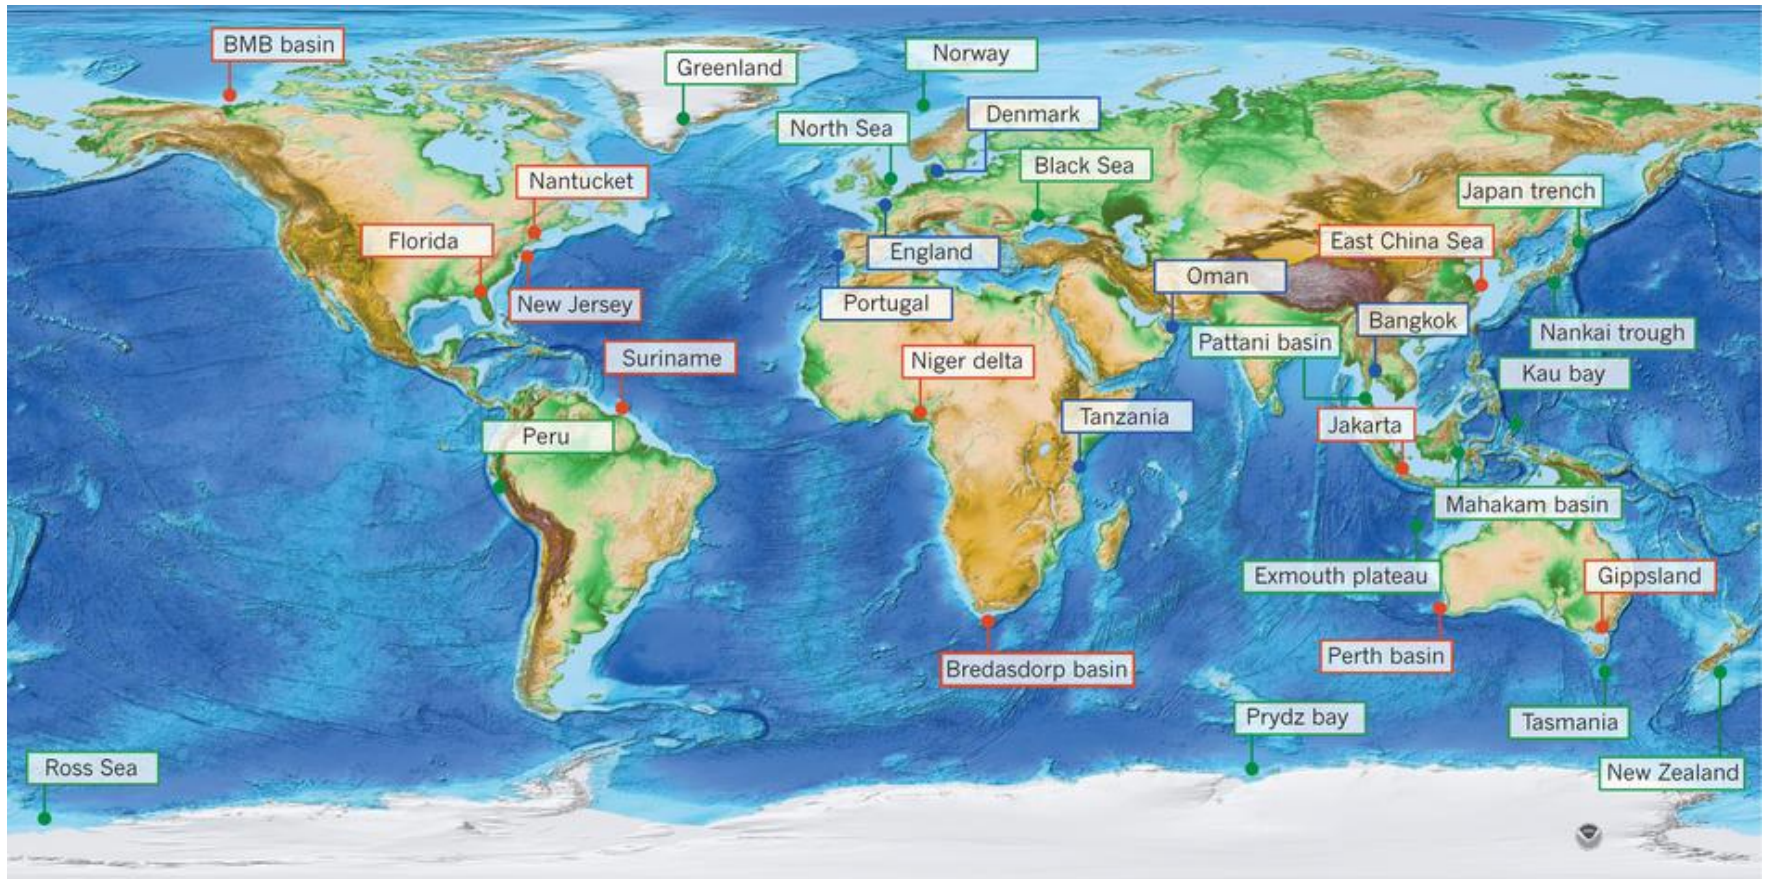 BMB basin
Greenland
Norway
Denmark
North Sea
Black Sea
Nantucket
Japan trench
Florida
East China Sea
England
Oman
New Jersey
Portugal
Bangkok
Nankai trough
Pattani basin
Suriname
Niger delta
Kau bay
Tanzania
Jakarta
Peru
Mahakam basin
Exmouth plateau
Gippsland
Perth basin
Bredasdorp basin
Prydz bay
Tasmania
Ross Sea
New Zealand